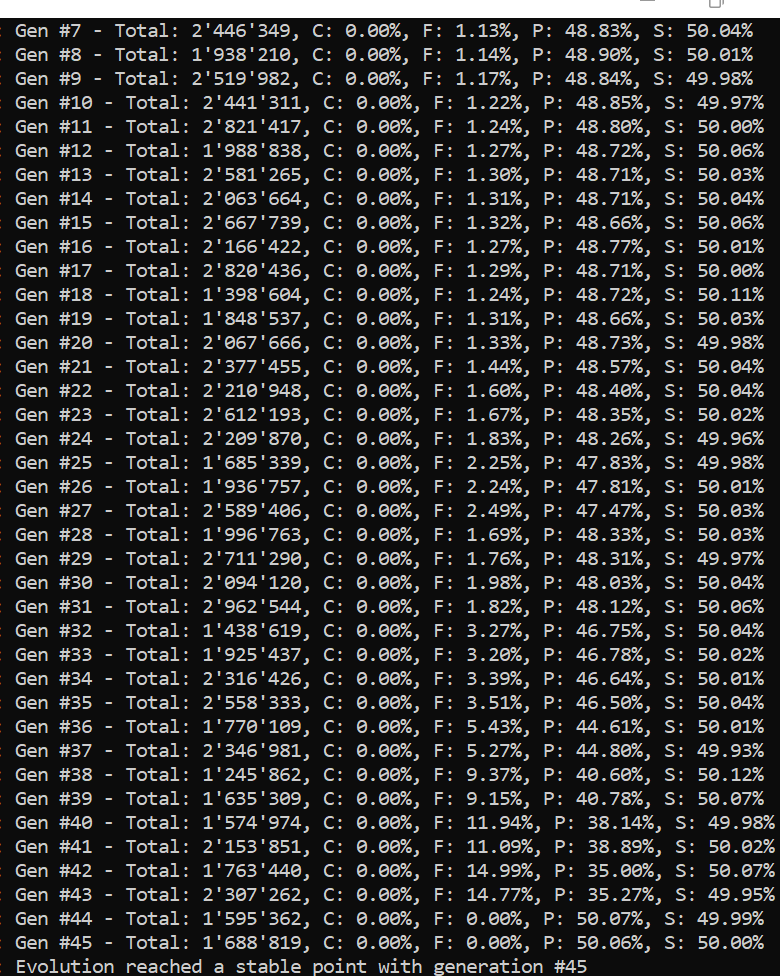 Gen #7 - Total: 2'446'349, C: 0.00%, F: 1.13%, P: 48.83%, S: 50.04%
Gen #8 - Total: 1'938'210, C: 0.00%, F: 1.14%, P: 48.90%, S: 50.01%
Gen #9 - Total: 2'519'982, C: 0.00%, F: 1.17%, P: 48.84%, S: 49.98%
Gen #10 - Total: 2'441'311, C: 0.00%, F: 1.22%, P: 48.85%, S: 49.97%
Gen #11 - Total: 2'821'417, C: 0.00%, F: 1.24%, P: 48.80%, S: 50.00%
Gen #12 - Total: 1'988'838, C: 0.00%, F: 1.27%, P: 48.72%, S: 50.06%
Gen #13 - Total: 2'581'265, C: 0.00%, F: 1.30%, P: 48.71%, S: 50.03%
Gen #14 - Total: 2'063'664, C: 0.00%, F: 1.31%, P: 48.71%, S: 50.04%
Gen #15 - Total: 2'667'739, C: 0.00%, F: 1.32%, P: 48.66%, S: 50.06%
Gen #16 - Total: 2'166'422, C: 0.00%, F: 1.27%, P: 48.77%, S: 50.01%
Gen #17 - Total: 2'820'436, C: 0.00%, F: 1.29%, P: 48.71%, S: 50.00%
Gen #18 - Total: 1'398'604, C: 0.00%, F: 1.24%, P: 48.72%, S: 50.11%
Gen #19 - Total: 1'848'537, C: 0.00%, F: 1.31%, P: 48.66%, S: 50.03%
Gen #20 - Total: 2'067'666, C: 0.00%, F: 1.33%, P: 48.73%, S: 49.98%
Gen #21 - Total: 2'377'455, C: 0.00%, F: 1.44%, P: 48.57%, S: 50.04%
Gen #22 - Total: 2'210'948, C: 0.00%, F: 1.60%, P: 48.40%, S: 50.04%
Gen #23 - Total: 2'612'193, C: 0.00%, F: 1.67%, P: 48.35%, S: 50.02%
Gen #24 - Total: 2'209'870, C: 0.00%, F: 1.83%, P: 48.26%, S: 49.96%
Gen #25 - Total: 1'685'339, C: 0.00%, F: 2.25%, P: 47.83%, S: 49.98%
Gen #26 - Total: 1'936'757, C: 0.00%, F: 2.24%, P: 47.81%, S: 50.01%
Gen #27 - Total: 2'589'406, C: 0.00%, F: 2.49%, P: 47.47%, S: 50.03%
Gen #28 - Total: 1'996'763, C: 0.00%, F: 1.69%, P: 48.33%, S: 50.03%
Gen #29 - Total: 2'711'290, C: 0.00%, F: 1.76%, P: 48.31%, S: 49.97%
Gen #30 - Total: 2'094'120, C: 0.00%, F: 1.98%, P: 48.03%, S: 50.04%
Gen #31 - Total: 2'962'544, C: 0.00%, F: 1.82%, P: 48.12%, S: 50.06%
Gen #32 - Total: 1'438'619, C: 0.00%, F: 3.27%, P: 46.75%, S: 50.04%
Gen #33 - Total: 1'925'437, C: 0.00%, F: 3.20%, P: 46.78%, S: 50.02%
Gen #34 - Total: 2'316'426, C: 0.00%, F: 3.39%, P: 46.64%, S: 50.01%
Gen #35 - Total: 2'558'333, C: 0.00%, F: 3.51%, P: 46.50%, S: 50.04%
Gen #36 - Total: 1'770'109, C: 0.00%, F: 5.43%, P: 44.61%, S: 50.01%
Gen #37 - Total: 2'346'981, C: 0.00%, F: 5.27%, P: 44.80%, S: 49.93%
Gen #38 - Total: 1'245'862, C: 0.00%, F: 9.37%, P: 40.60%, S: 50.12%
Gen #39 - Total: 1'635'309, C: 0.00%, F: 9.15%, P: 40.78%, S: 50.07%
Gen #40 - Total: 1'574'974, C: 0.00%, F: 11.94%, P: 38.14%, S: 49.98%
Gen #41 - Total: 2'153'851, C: 0.00%, F: 11.09%, P: 38.89%, S: 50.02%
Gen #42 - Total: 1'763'440, C: 0.00%, F: 14.99%, P: 35.00%, S: 50.07%
Gen #43 - Total: 2'307'262, C: 0.00%, F: 14.77%, P: 35.27%, S: 49.95%
Gen #44 - Total: 1'595'362, C: 0.00%, F: 0.00%, P: 50.07%, S: 49.99%
Gen #45 - Total: 1'688'819, C: 0.00%, F: 0.00%, P: 50.06%, S: 50.00%
Evolution reached a stable point with generation #45